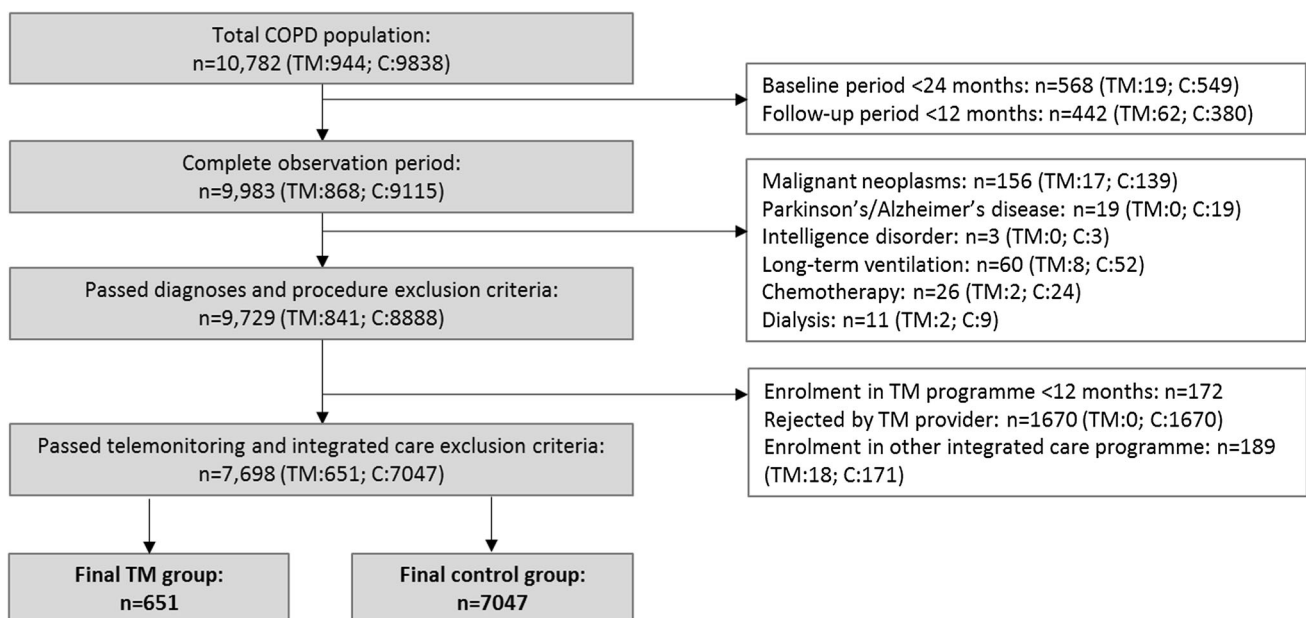 Total COPD population:
n=10,782 (TM:944; C:9838)
Baseline period <24 months: n=568 (TM:19; C:549)
Follow-up period <12 months: n=442 (TM:62; C:380)
Complete observation period:
n=9,983 (TM:868; C:9115)
Malignant neoplasms: n=156 (TM:17; C:139)
Parkinson's/Alzheimer's disease: n=19 (TM:0; C:19)
Intelligence disorder: n=3 (TM:0; C:3)
Long-term ventilation: n=60 (TM:8; C:52)
Chemotherapy: n=26 (TM:2; C:24)
Dialysis: n=11 (TM:2; C:9)
Passed diagnoses and procedure exclusion criteria:
n=9,729 (TM:841; C:8888)
Enrolment in TM programme <12 months: n=172
Rejected by TM provider: n=1670 (TM:0; C:1670)
Enrolment in other integrated care programme: n=189
(TM:18; C:171)
Passed telemonitoring and integrated care exclusion criteria:
n=7,698 (TM:651; C:7047)
Final TM group:
n=651
Final control group:
n=7047